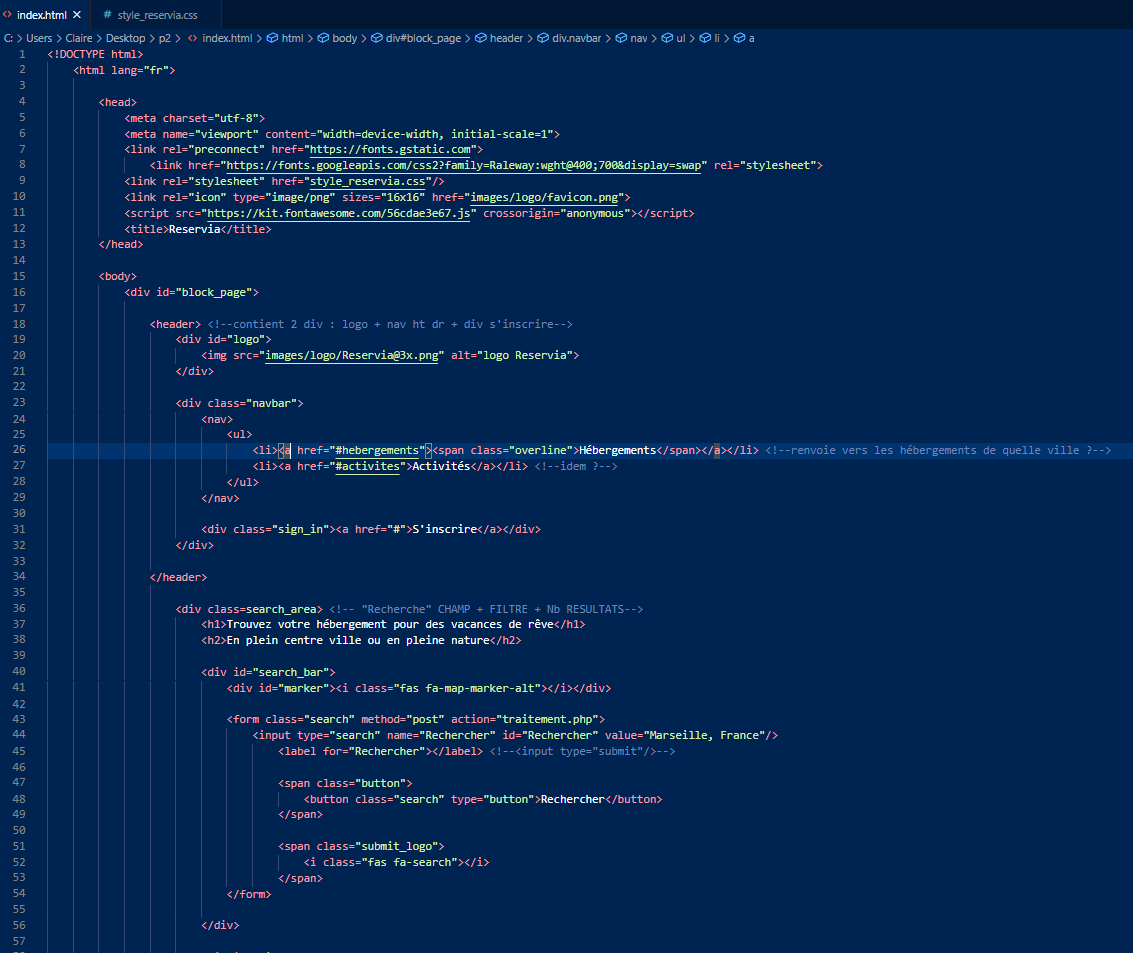 index.html
style_reservia.css
C: > Users > Claire > Desktop > p2 > index.html > html > body > div#block_page > header > div.navbar > nav > ul > li > a
1 <!DOCTYPE html>
2 <html lang="fr">
3
4 <head>
5 <meta charset="utf-8">
6 <meta name="viewport" content="width=device-width, initial-scale=1">
7 <link rel="preconnect" href="https://fonts.gstatic.com">
8 <link href="https://fonts.googleapis.com/css2?family=Raleway:wght@400;700&display=swap" rel="stylesheet">
9 <link rel="stylesheet" href="style_reservia.css"/>
10 <link rel="icon" type="image/png" sizes="16x16" href="images/logo/favicon.png">
11 <script src="https://kit.fontawesome.com/56cdae3e67.js" crossorigin="anonymous"></script>
12 <title>Reservia</title>
13 </head>
14
15 <body>
16 <div id="block_page">
17
18 <header> <!--contient 2 div : logo + nav ht dr + div s'inscrire-->
19 <div id="logo">
20 <img src="images/logo/Reservia@3x.png" alt="logo Reservia">
21 </div>
22
23 <div class="navbar">
24 <nav>
25 <ul>
26 <li><a href="#hebergements"><span class="overline">Hébergements</span></a></li> <!--renvoie vers les hébergements de quelle ville ?-->
27 <li><a href="#activites">Activités</a></li> <!--idem ?-->
28 </ul>
29 </nav>
30
31 <div class="sign_in"><a href="#">S'inscrire</a></div>
32 </div>
33
34 </header>
35
36 <div class=search_area> <!-- "Recherche" CHAMP + FILTRE + Nb RESULTATS-->
37 <h1>Trouvez votre hébergement pour des vacances de rêve</h1>
38 <h2>En plein centre ville ou en pleine nature</h2>
39
40 <div id="search_bar">
41 <div id="marker"><i class="fas fa-map-marker-alt"></i></div>
42
43 <form class="search" method="post" action="traitement.php">
44 <input type="search" name="Rechercher" id="Rechercher" value="Marseille, France"/>
45 <label for="Rechercher"></label> <!--<input type="submit"/>-->
46
47 <span class="button">
48 <button class="search" type="button">Rechercher</button>
49 </span>
50
51 <span class="submit_logo">
52 <i class="fas fa-search"></i>
53 </span>
54 </form>
55
56 </div>
57